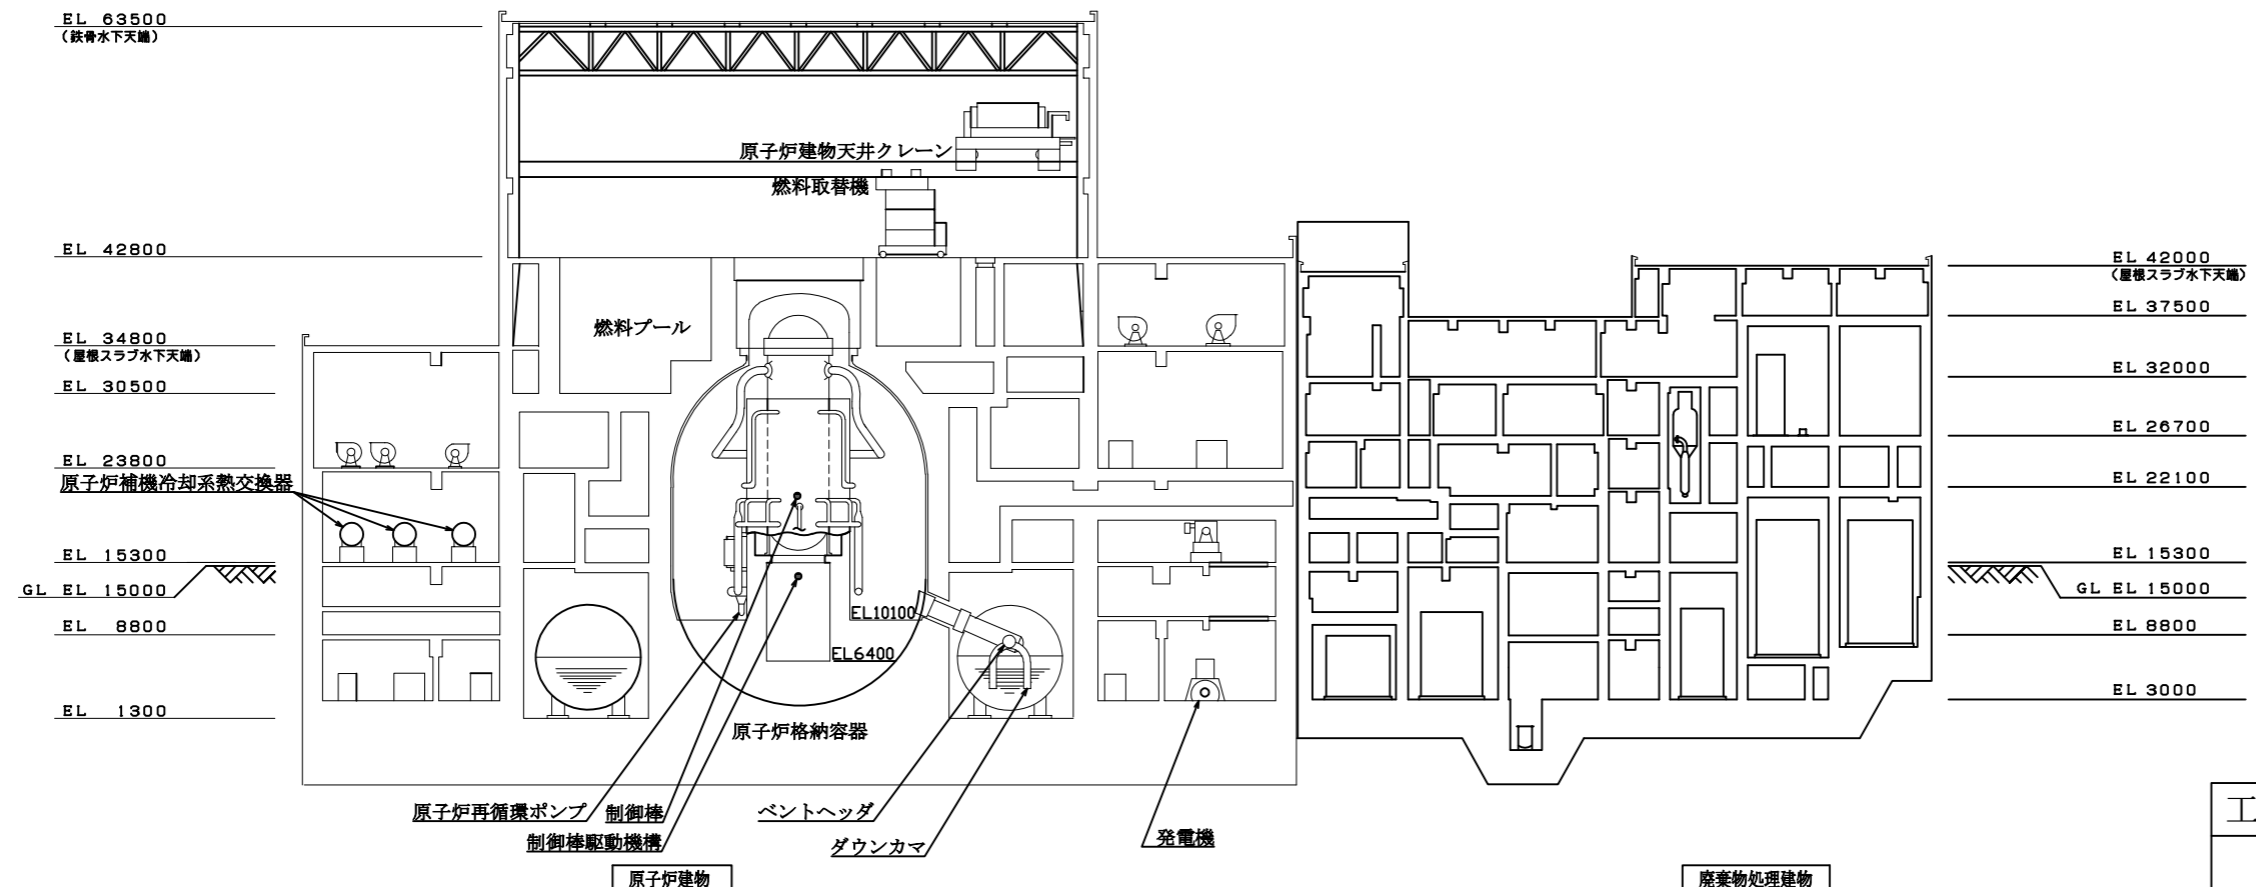 EL 63500
（鉄骨水下天端）
原子炉建物天井クレーン
燃料取替機
EL 42800
EL 42000
（屋根スラブ水下天端）
EL 37500
燃料プール
EL 34800
（屋根スラブ水下天端）
EL 32000
EL 30500
EL 26700
EL 23800
原子炉補機冷却系熱交換器
EL 22100
EL 15300
EL 15300
GL EL 15000
GL EL 15000
EL10100
EL 8800
EL 8800
EL6400
EL 3000
EL 1300
原子炉格納容器
原子炉再循環ポンプ
制御棒
ベントヘッダ
制御棒駆動機構
ダウンカマ
発電機
工
原子炉建物
廃棄物処理建物